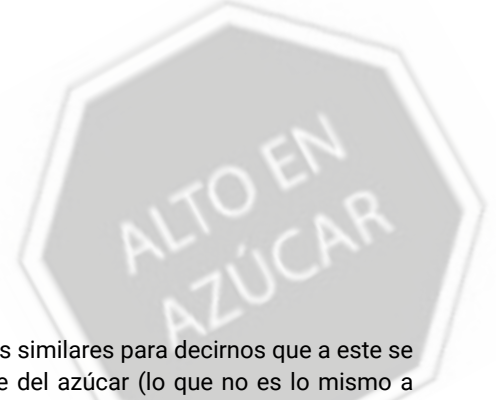 ALTO EN
AZÚCAR
s similares para decirnos que a este se
e del azúcar (lo que no es lo mismo a